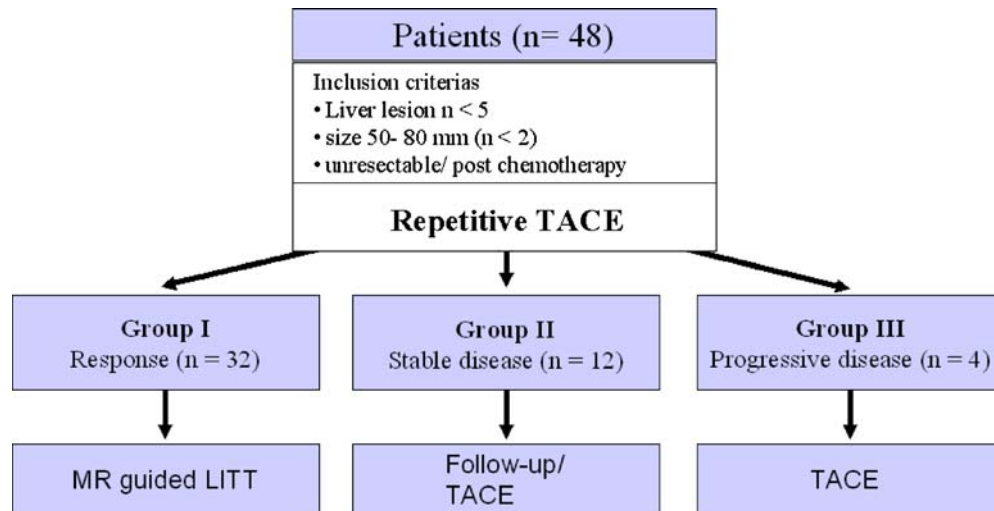 Patients (n= 48)
Inclusion criterias
• Liver lesion n < 5
• size 50- 80 mm (n < 2)
• unresectable/ post chemotherapy
Repetitive TACE
Group I
Response (n = 32)
Group II
Stable disease (n = 12)
Group III
Progressive disease (n = 4)
MR guided LITT
Follow-up/
TACE
TACE